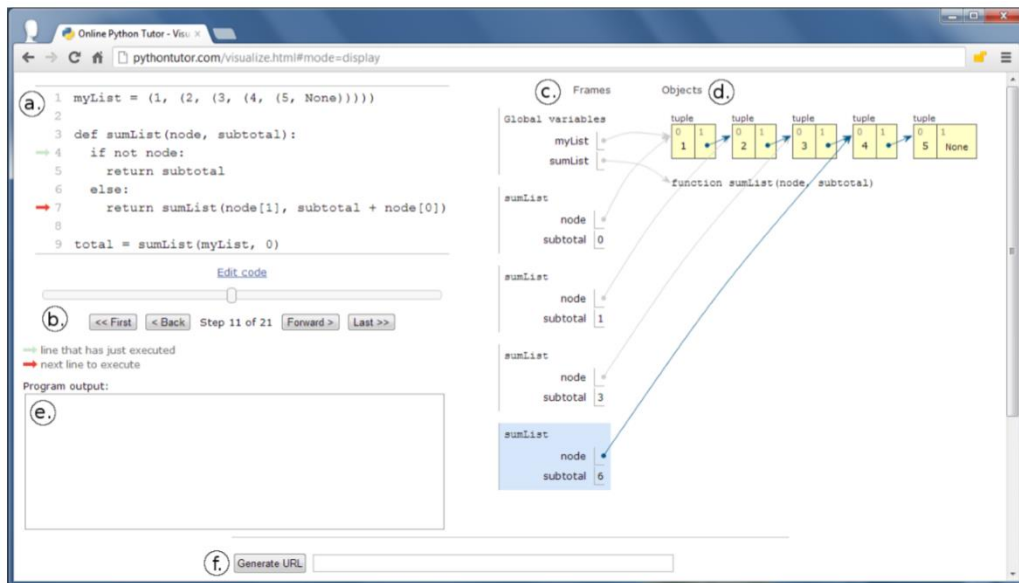 Online Python Tutor - Visu ×
pythontutor.com/visualize.html#mode=display
a.
1 myList = (1, (2, (3, (4, (5, None)))))
2
3 def sumList(node, subtotal):
4   if not node:
5     return subtotal
6   else:
7     return sumList(node[1], subtotal + node[0])
8
9 total = sumList(myList, 0)
Edit code
b.
<< First < Back Step 11 of 21 Forward > Last >>
line that has just executed
next line to execute
Program output:
e.
c. Frames Objects d.
Global variables
myList
sumList
tuple tuple tuple tuple tuple
0 1 0 1 0 1 0 1 0 1
1 2 3 4 5 None
function sumList(node, subtotal)
sumList
node
subtotal 0
sumList
node
subtotal 1
sumList
node
subtotal 3
sumList
node
subtotal 6
f. Generate URL